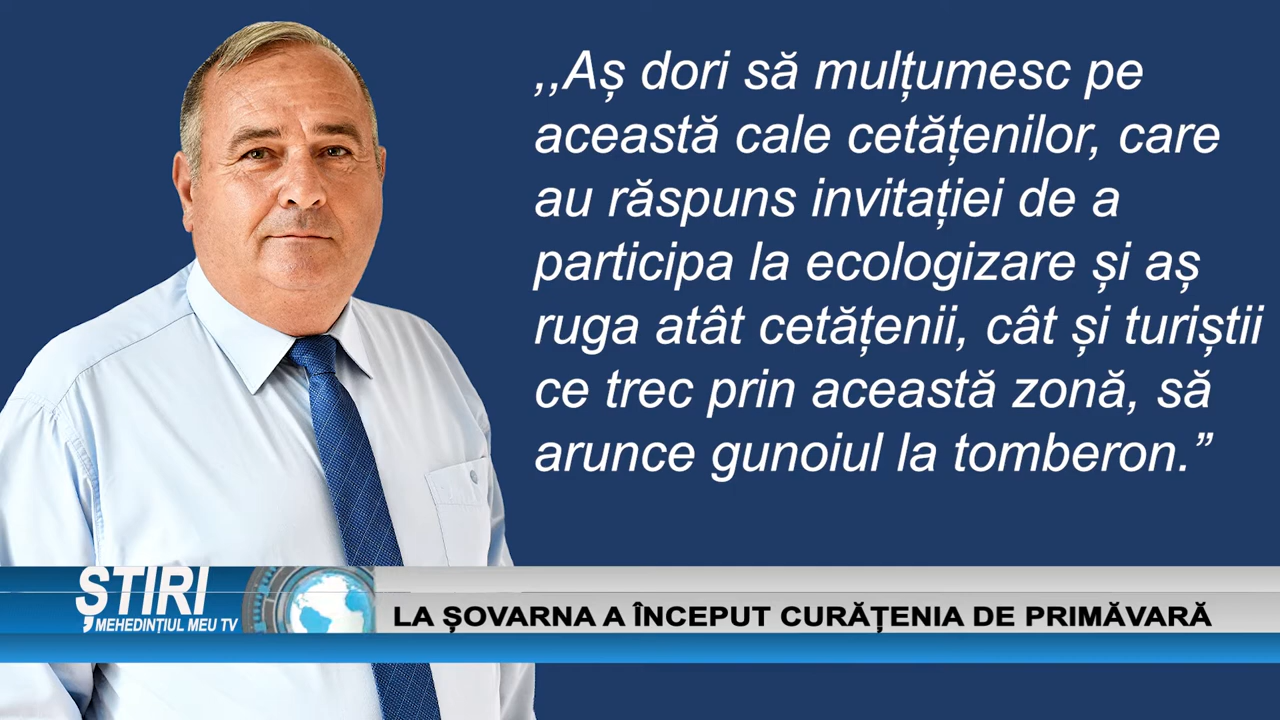 ,,Aș dori să mulțumesc pe
această cale cetățenilor, care
au răspuns invitației de a
participa la ecologizare și aș
ruga atât cetățenii, cât și turiștii
ce trec prin această zonă, să
arunce gunoiul la tomberon.”
ȘTIRI
MEHEDINȚIUL MEU TV
LA ȘOVARNA A ÎNCEPUT CURĂȚENIA DE PRIMĂVARĂ